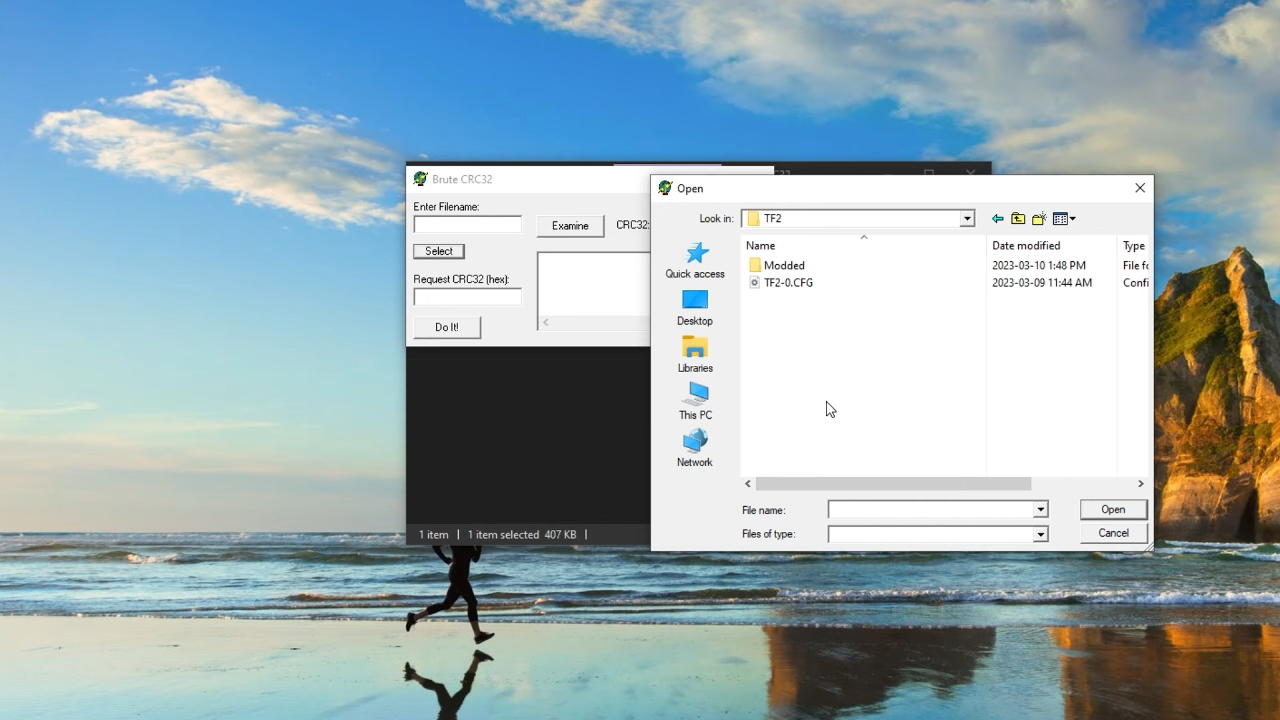 Brute CRC32
Enter Filename:
Examine
CRC32:
Select
Request CRC32 (hex):
Do It!
1 item
1 item selected 407 KB
Open
Look in:
TF2
Name
Date modified
Type
Modded
2023-03-10 1:48 PM
File fo
TF2-0.CFG
2023-03-09 11:44 AM
Confi
Quick access
Desktop
Libraries
This PC
Network
File name:
Open
Files of type:
Cancel